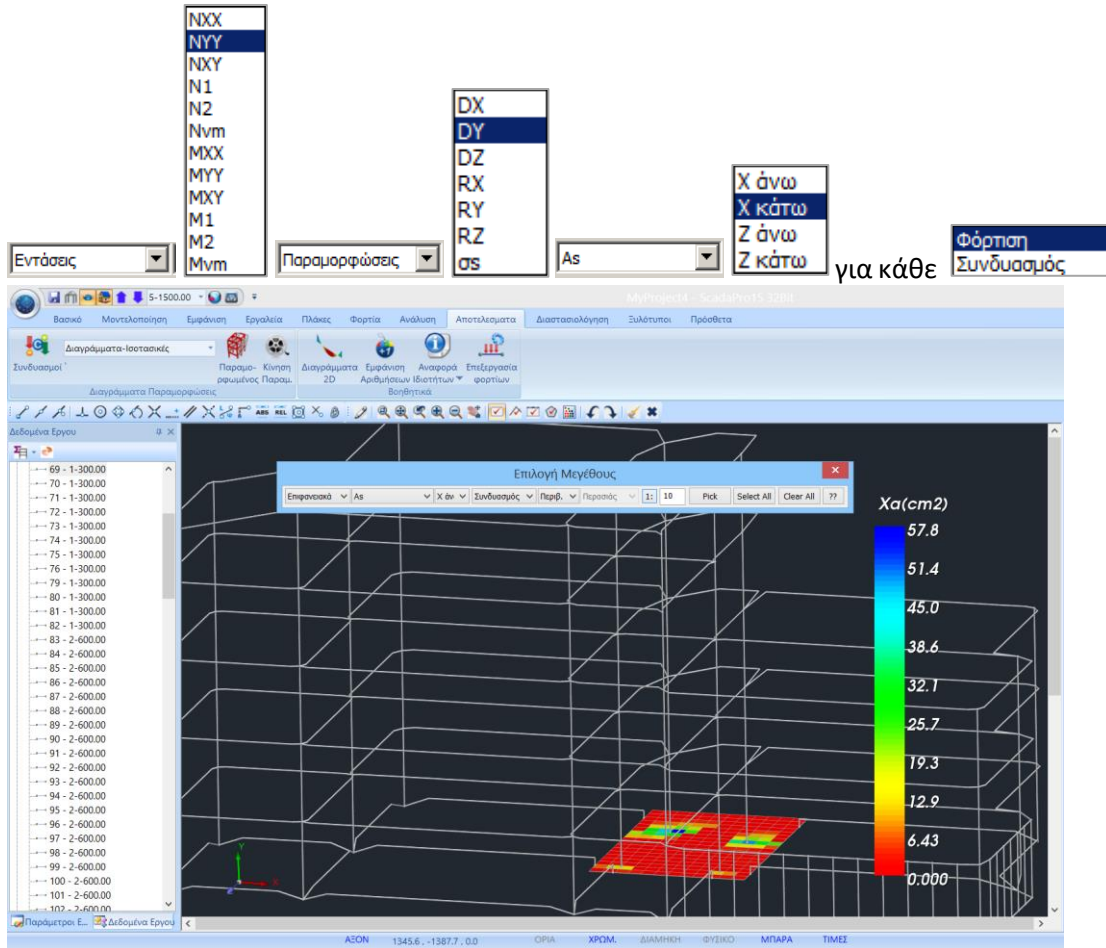 NXX
NYY
NXY
N1
N2
Nvm
MXX
MYY
MXY
M1
M2
Mvm
DX
DY
DZ
RX
RY
RZ
σs
X άνω
X κάτω
Z άνω
Z κάτω
Εντάσεις Παραμορφώσεις As για κάθε Φόρτιση
Συνδυασμός
5-1500.00 MyProject4 - ScadaPro15 32Bit
Βασικό Μοντελοποίηση Εμφάνιση Εργαλεία Πλάκες Φορτία Ανάλυση Αποτελέσματα Διαστασιολόγηση Ξυλότυποι Πρόσθετα
Συνδυασμοί Διαγράμματα-Ισοτασικές Παραμο- Κίνηση Διαγράμματα Εμφάνιση Αναφορά Επεξεργασία
ρφωμένος Παραμ. 2D Αριθμήσεων Ιδιοτήτων φορτίων
Διαγράμματα Παραμορφώσεις Βοηθητικά
ABS REL
Δεδομένα Εργου
69 - 1-300.00
70 - 1-300.00
71 - 1-300.00
72 - 1-300.00
73 - 1-300.00
74 - 1-300.00
75 - 1-300.00
76 - 1-300.00
79 - 1-300.00
80 - 1-300.00
81 - 1-300.00
82 - 1-300.00
83 - 2-600.00
84 - 2-600.00
85 - 2-600.00
86 - 2-600.00
87 - 2-600.00
88 - 2-600.00
89 - 2-600.00
90 - 2-600.00
91 - 2-600.00
92 - 2-600.00
93 - 2-600.00
94 - 2-600.00
95 - 2-600.00
96 - 2-600.00
97 - 2-600.00
98 - 2-600.00
99 - 2-600.00
100 - 2-600.00
101 - 2-600.00
102 - 2-600.00
Παράμετροι Ε... Δεδομένα Εργου
Επιλογή Μεγέθους
Επιφανειακά As X άν Συνδυασμός Περιβ. Περασιάς 1: 10 Pick Select All Clear All ??
Xa(cm2)
57.8
51.4
45.0
38.6
32.1
25.7
19.3
12.9
6.43
0.000
Y
X
ΑΞΟΝ 1345.6 , -1387.7 , 0.0 ΟΡΙΑ ΧΡΩΜ. ΔΙΑΜΗΚΗ ΦΥΣΙΚΟ ΜΠΑΡΑ ΤΙΜΕΣ